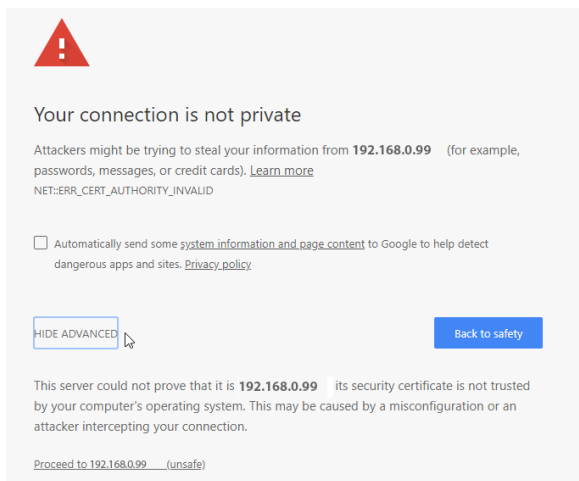 Your connection is not private
Attackers might be trying to steal your information from 192.168.0.99 (for example,
passwords, messages, or credit cards). Learn more
NET::ERR_CERT_AUTHORITY_INVALID
Automatically send some system information and page content to Google to help detect
dangerous apps and sites. Privacy policy
HIDE ADVANCED
Back to safety
This server could not prove that it is 192.168.0.99 its security certificate is not trusted
by your computer's operating system. This may be caused by a misconfiguration or an
attacker intercepting your connection.
Proceed to 192.168.0.99 (unsafe)